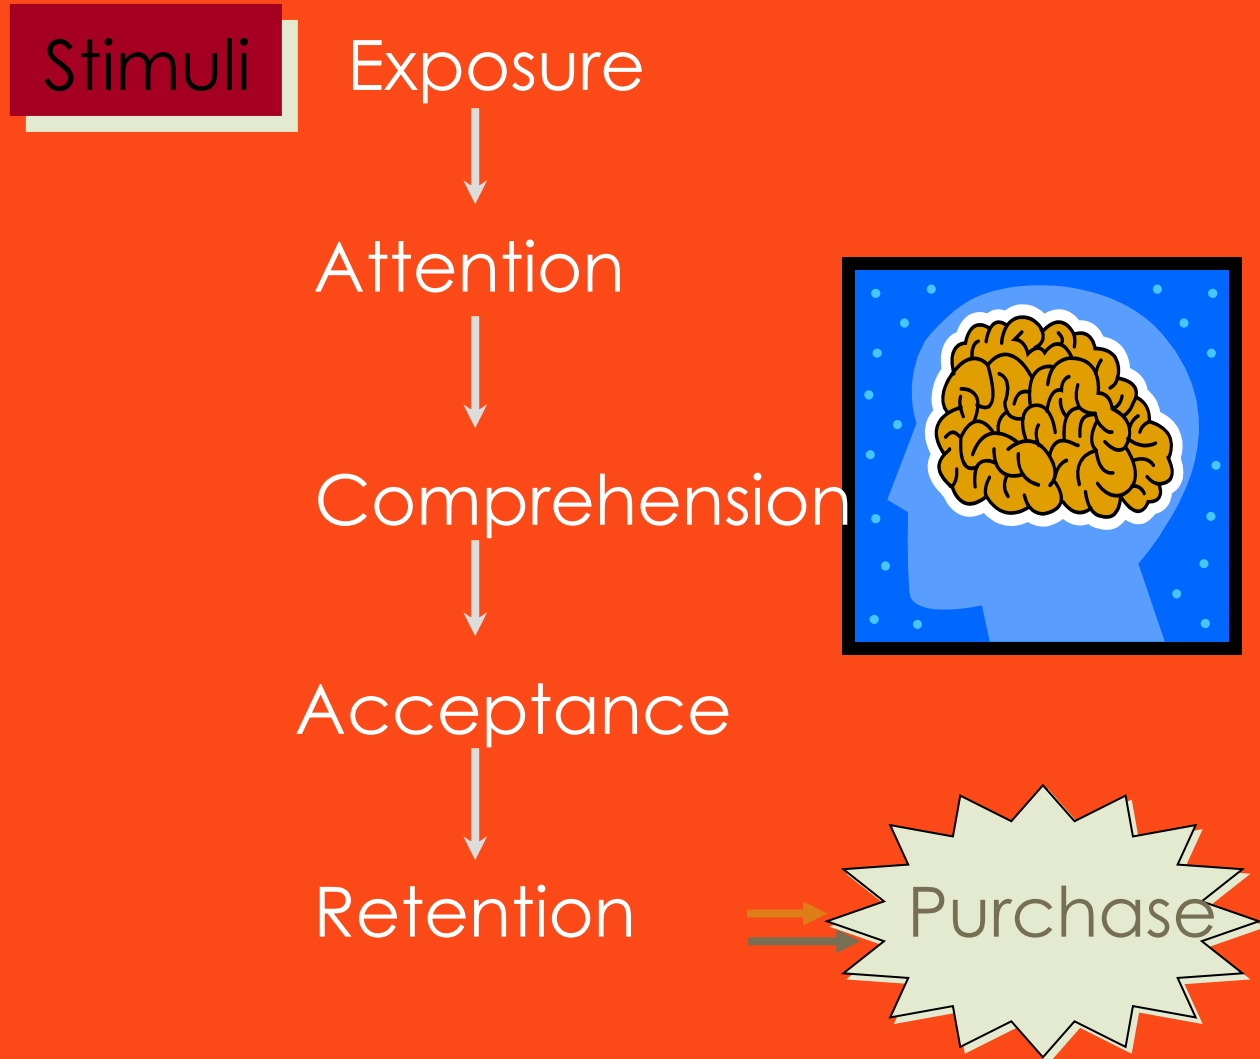 Stimuli
Exposure
Attention
Comprehension
Acceptance
Retention
Purchase